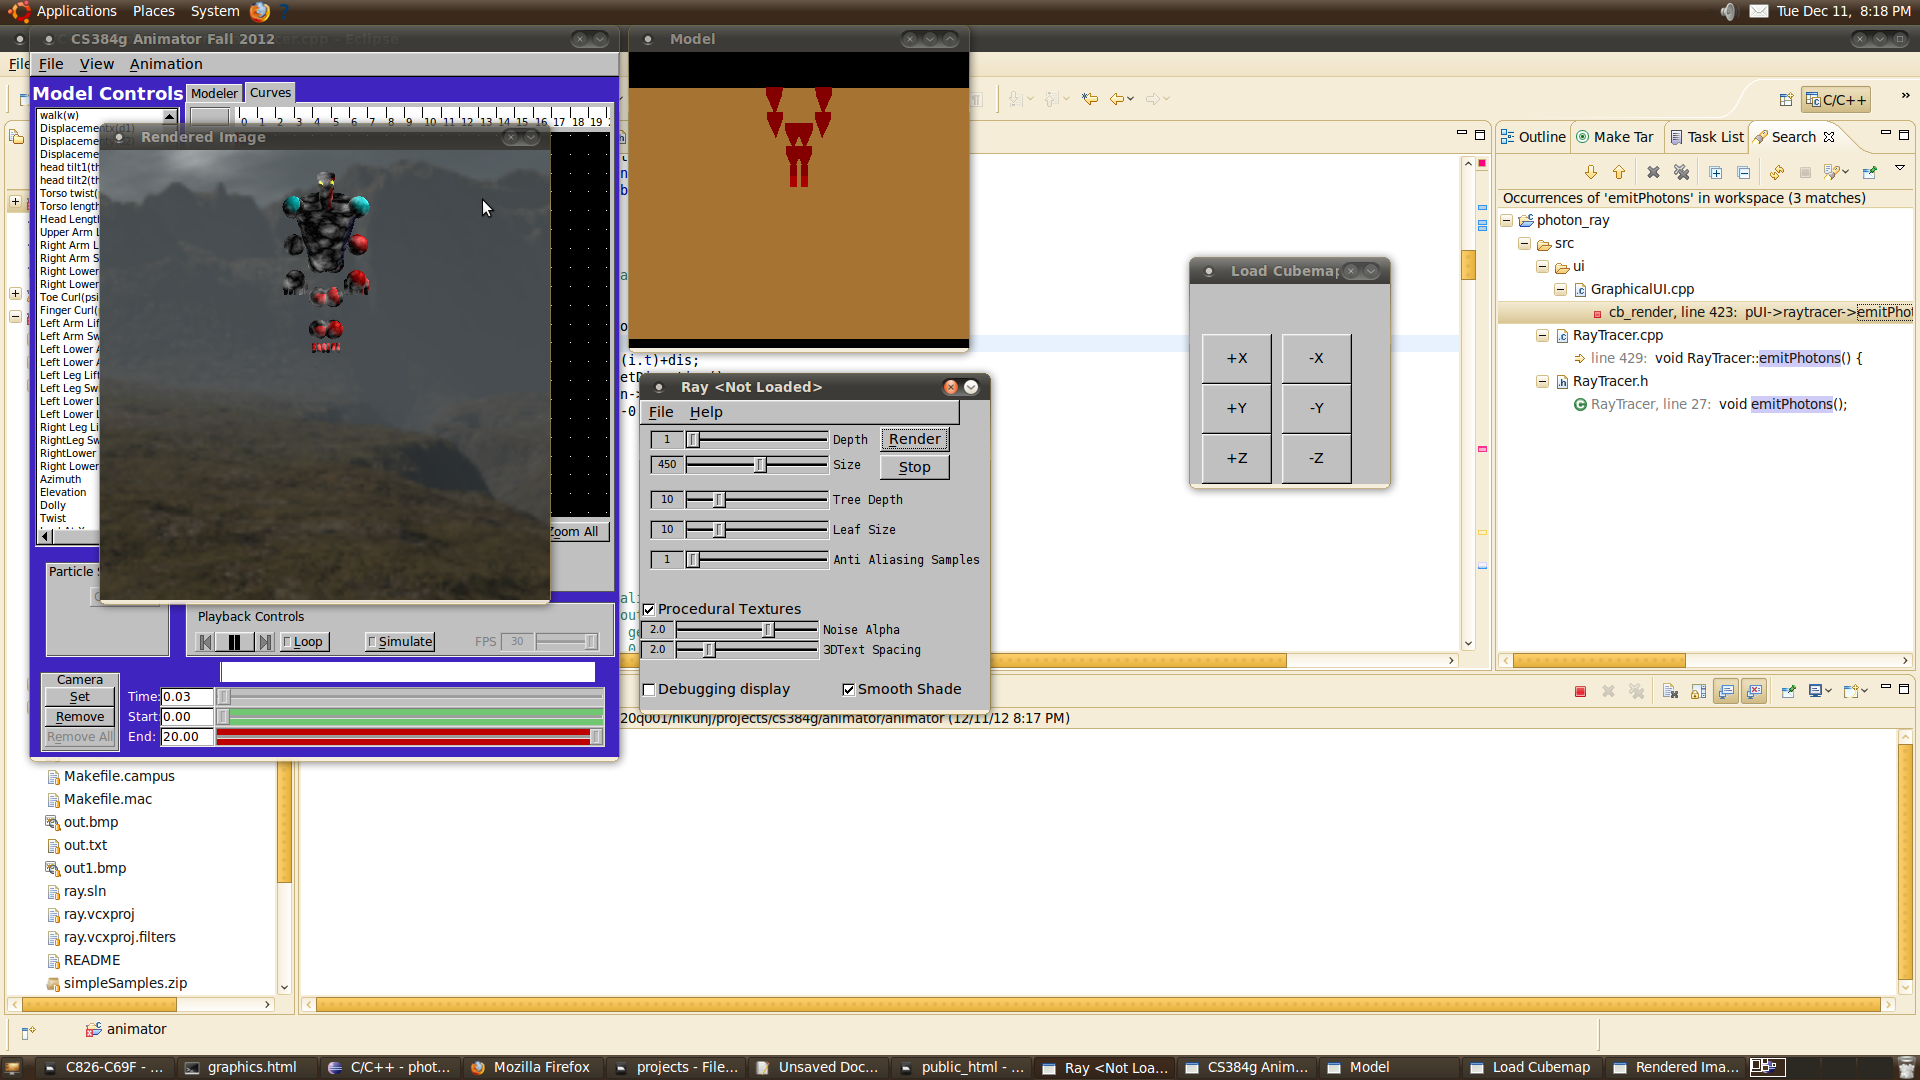 Applications Places System
Tue Dec 11, 8:18 PM
CS384g Animator Fall 2012
File View Animation
Model Controls
Modeler
Curves
0 1 2 3 4 5 6 7 8 9 10 11 12 13 14 15 16 17 18 19
walk(w)
Displacementx(d1)
Displaceme
Displaceme
head tilt1(th
head tilt2(th
Torso twist(
Torso length
Head Length
Upper Arm L
Right Arm L
Right Arm S
Right Lower
Right Lower
Toe Curl(psi
Finger Curl(
Left Arm Lif
Left Arm Sw
Left Lower A
Left Lower A
Left Leg Lif
Left Leg Sw
Left Lower L
Left Lower L
Right Leg Li
RightLeg Sw
RightLower
Right Lower
Azimuth
Elevation
Dolly
Twist
Rendered Image
Zoom All
Particle S
Playback Controls
Loop
Simulate
FPS 30
Camera
Set
Remove
Remove All
Time: 0.03
Start: 0.00
End: 20.00
Model
Ray <Not Loaded>
File Help
1 Depth
Render
450 Size
Stop
10 Tree Depth
10 Leaf Size
1 Anti Aliasing Samples
Procedural Textures
2.0 Noise Alpha
2.0 3DText Spacing
Debugging display
Smooth Shade
(i.t)+dis;
Load Cubemap
+X -X
+Y -Y
+Z -Z
C/C++
Outline
Make Tar
Task List
Search
Occurrences of 'emitPhotons' in workspace (3 matches)
photon_ray
src
ui
GraphicalUI.cpp
cb_render, line 423: pUI->raytracer->emitPhot
RayTracer.cpp
line 429: void RayTracer::emitPhotons() {
RayTracer.h
RayTracer, line 27: void emitPhotons();
20q001/nikunj/projects/cs384g/animator/animator (12/11/12 8:17 PM)
Makefile.campus
Makefile.mac
out.bmp
out.txt
out1.bmp
ray.sln
ray.vcxproj
ray.vcxproj.filters
README
simpleSamples.zip
animator
C826-C69F - ...
graphics.html
C/C++ - phot...
Mozilla Firefox
projects - File...
Unsaved Doc...
public_html - ...
Ray <Not Loa...
CS384g Anim...
Model
Load Cubemap
Rendered Ima...